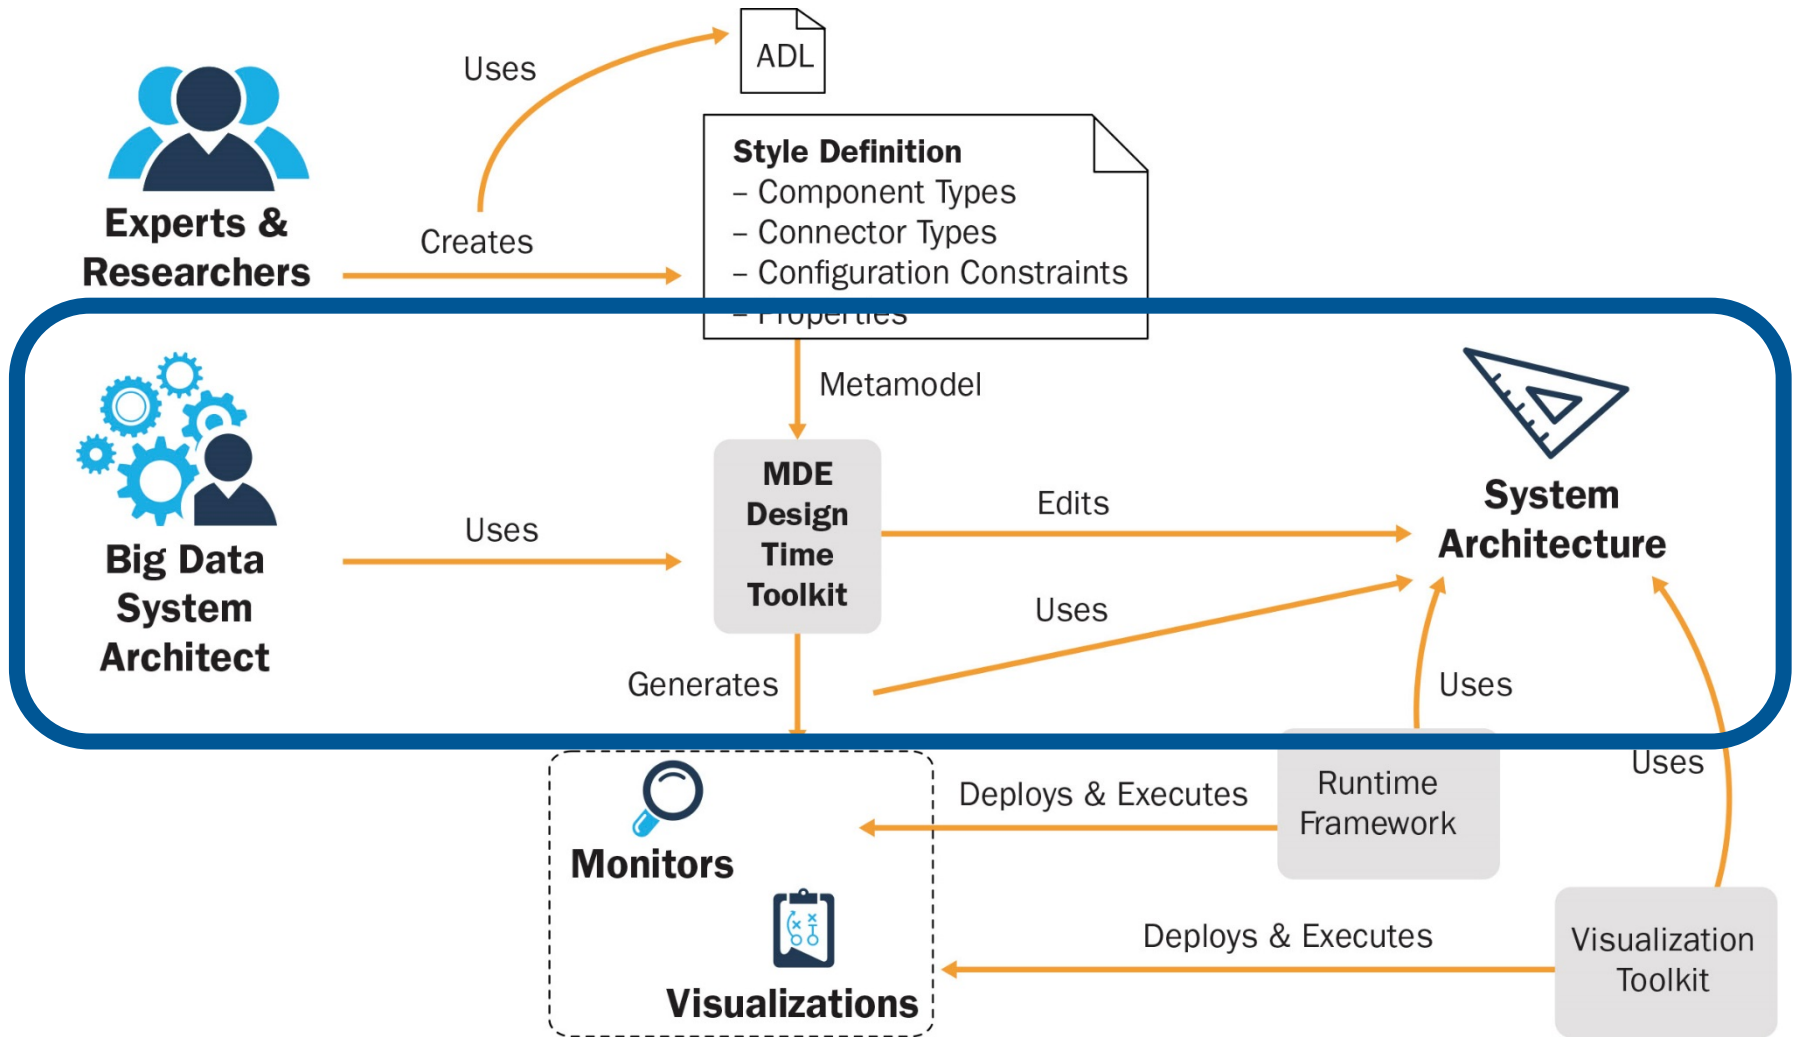 Uses
ADL
Style Definition
– Component Types
– Connector Types
– Configuration Constraints
– Properties
Experts &
Researchers
Creates
Metamodel
MDE
Design
Time
Toolkit
Big Data
System
Architect
Uses
Edits
System
Architecture
Uses
Generates
Uses
Uses
Runtime
Framework
Deploys & Executes
Monitors
Deploys & Executes
Visualization
Toolkit
Visualizations